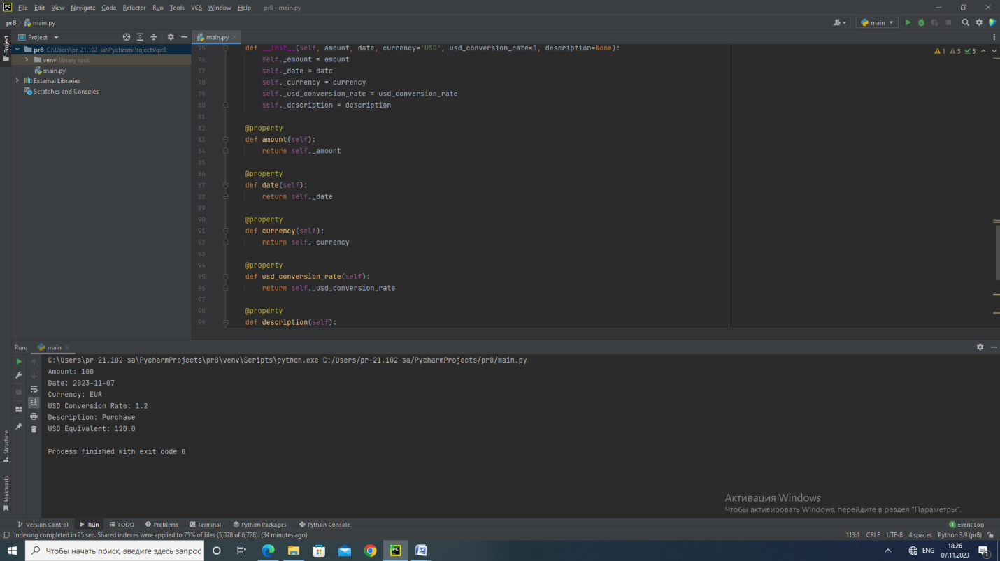 PC File Edit View Navigate Code Refactor Run Tools VCS Window Help pr8 - main.py
pr8 main.py main
Project main.py
Project
pr8 C:\Users\pr-21.102-sa\PycharmProjects\pr8
venv library root
main.py
External Libraries
Scratches and Consoles
1 5 5
75 def __init__(self, amount, date, currency='USD', usd_conversion_rate=1, description=None):
76 self._amount = amount
77 self._date = date
78 self._currency = currency
79 self._usd_conversion_rate = usd_conversion_rate
80 self._description = description
81
82 @property
83 def amount(self):
84 return self._amount
85
86 @property
87 def date(self):
88 return self._date
89
90 @property
91 def currency(self):
92 return self._currency
93
94 @property
95 def usd_conversion_rate(self):
96 return self._usd_conversion_rate
97
98 @property
99 def description(self):
Run: main
C:\Users\pr-21.102-sa\PycharmProjects\pr8\venv\Scripts\python.exe C:/Users/pr-21.102-sa/PycharmProjects/pr8/main.py
Amount: 100
Date: 2023-11-07
Currency: EUR
USD Conversion Rate: 1.2
Description: Purchase
USD Equivalent: 120.0
Process finished with exit code 0
Structure
Bookmarks
Активация Windows
Чтобы активировать Windows, перейдите в раздел "Параметры".
Version Control Run TODO Problems Terminal Python Packages Python Console 1 Event Log
Indexing completed in 25 sec. Shared indexes were applied to 75% of files (5,078 of 6,728). (34 minutes ago) 113:1 CRLF UTF-8 4 spaces Python 3.9 (pr8)
Чтобы начать поиск, введите здесь запрос PC ENG 18:26
07.11.2023 1